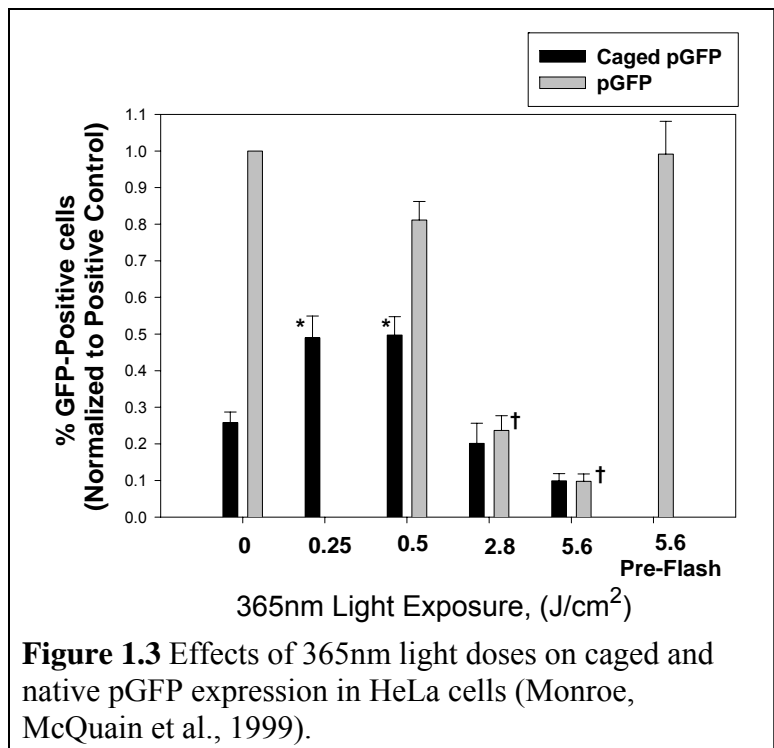 Caged pGFP
pGFP
% GFP-Positive cells
(Normalized to Positive Control)
1.1
1.0
0.9
0.8
0.7
0.6
0.5
0.4
0.3
0.2
0.1
0.0
*
*
†
†
0 0.25 0.5 2.8 5.6 5.6
Pre-Flash
365nm Light Exposure, (J/cm²)
Figure 1.3 Effects of 365nm light doses on caged and
native pGFP expression in HeLa cells (Monroe,
McQuain et al., 1999).